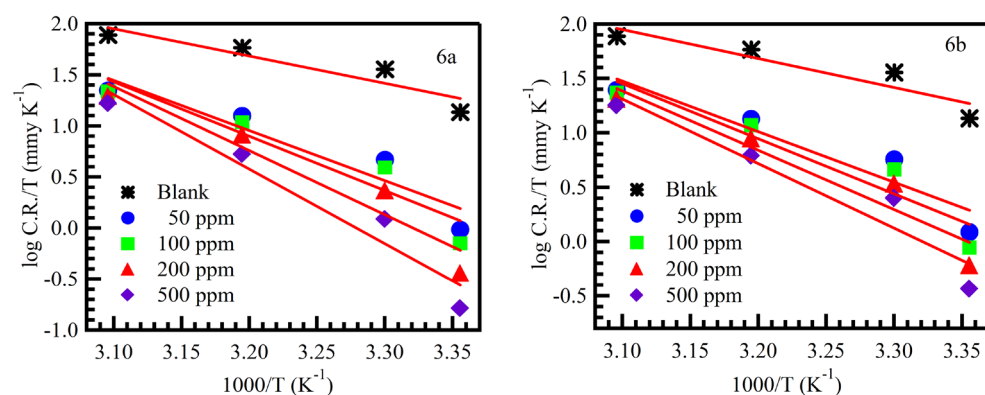 2.0
1.5
1.0
0.5
0.0
-0.5
-1.0
log C.R./T (mmy K⁻¹)
6a
Blank
50 ppm
100 ppm
200 ppm
500 ppm
3.10
3.15
3.20
3.25
3.30
3.35
1000/T (K⁻¹)
2.0
1.5
1.0
0.5
0.0
-0.5
log C.R./T (mmy K⁻¹)
6b
Blank
50 ppm
100 ppm
200 ppm
500 ppm
3.10
3.15
3.20
3.25
3.30
3.35
1000/T (K⁻¹)